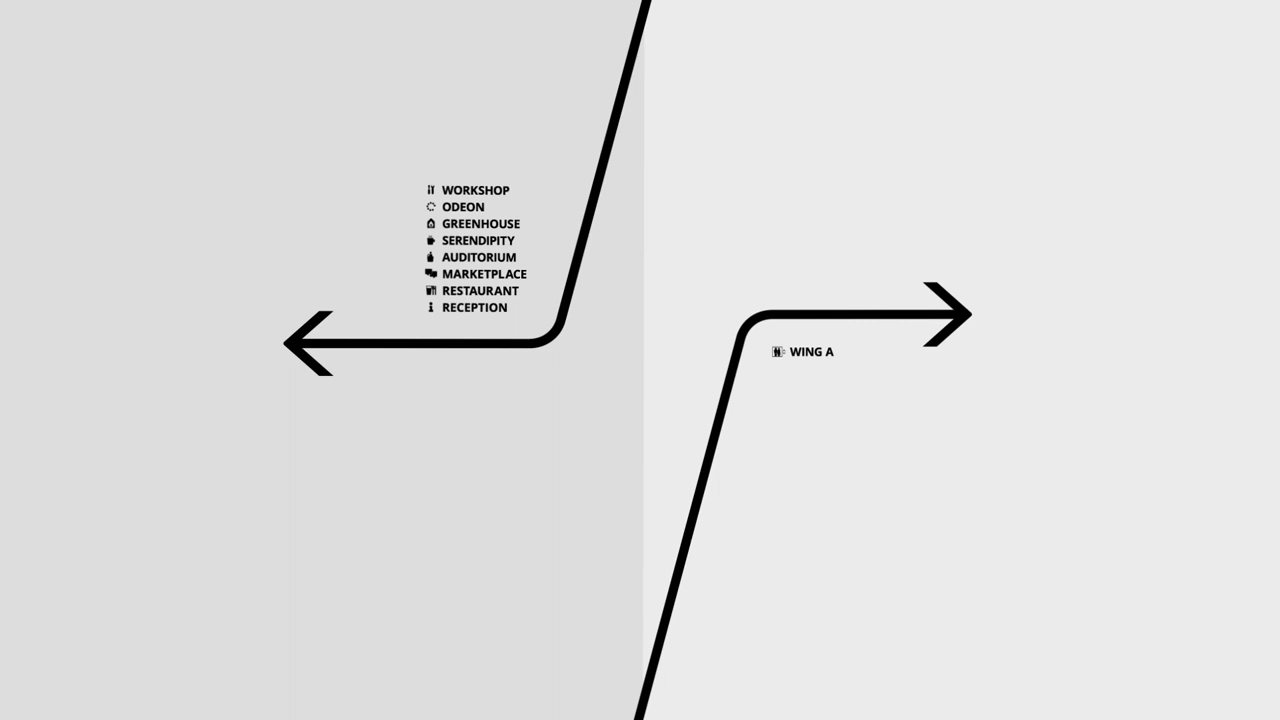 WORKSHOP
ODEON
GREENHOUSE
SERENDIPITY
AUDITORIUM
MARKETPLACE
RESTAURANT
RECEPTION
WING A